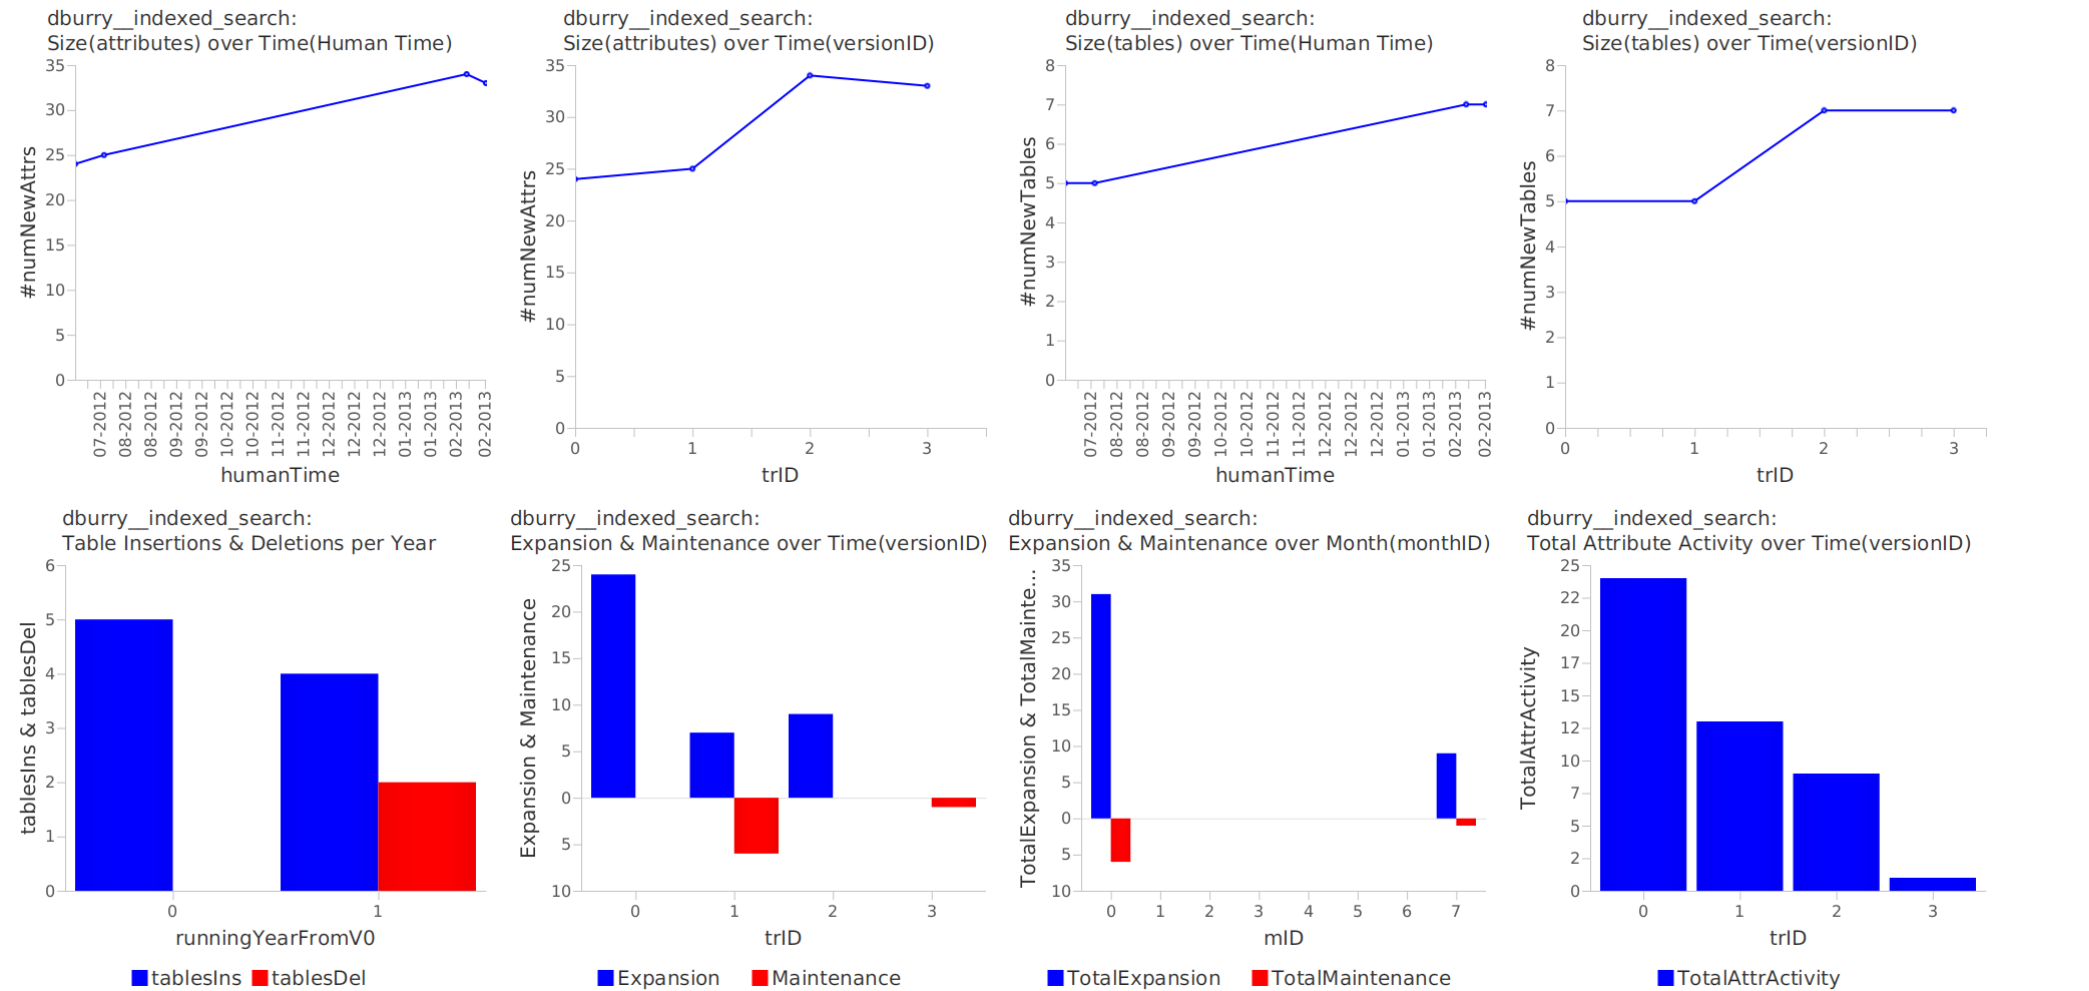 dburry__indexed_search:
Size(attributes) over Time(Human Time)
#numNewAttrs
35
30
25
20
15
10
5
0
07-2012
08-2012
08-2012
09-2012
09-2012
10-2012
10-2012
11-2012
11-2012
12-2012
12-2012
12-2012
01-2013
01-2013
02-2013
02-2013
humanTime
dburry__indexed_search:
Size(attributes) over Time(versionID)
#numNewAttrs
35
30
25
20
15
10
5
0
0 1 2 3
trID
dburry__indexed_search:
Size(tables) over Time(Human Time)
#numNewTables
8
7
6
5
4
3
2
1
0
07-2012
08-2012
08-2012
09-2012
09-2012
10-2012
10-2012
11-2012
11-2012
11-2012
12-2012
12-2012
01-2013
01-2013
02-2013
02-2013
humanTime
dburry__indexed_search:
Size(tables) over Time(versionID)
#numNewTables
8
7
6
5
4
3
2
1
0
0 1 2 3
trID
dburry__indexed_search:
Table Insertions & Deletions per Year
tablesIns & tablesDel
6
5
4
3
2
1
0
0 1
runningYearFromV0
tablesIns tablesDel
dburry__indexed_search:
Expansion & Maintenance over Time(versionID)
Expansion & Maintenance
25
20
15
10
5
0
5
10
0 1 2 3
trID
Expansion Maintenance
dburry__indexed_search:
Expansion & Maintenance over Month(monthID)
TotalExpansion & TotalMainte...
35
30
25
20
15
10
5
0
5
10
0 1 2 3 4 5 6 7
mID
TotalExpansion TotalMaintenance
dburry__indexed_search:
Total Attribute Activity over Time(versionID)
TotalAttrActivity
25
22
20
17
15
12
10
7
5
2
0
0 1 2 3
trID
TotalAttrActivity